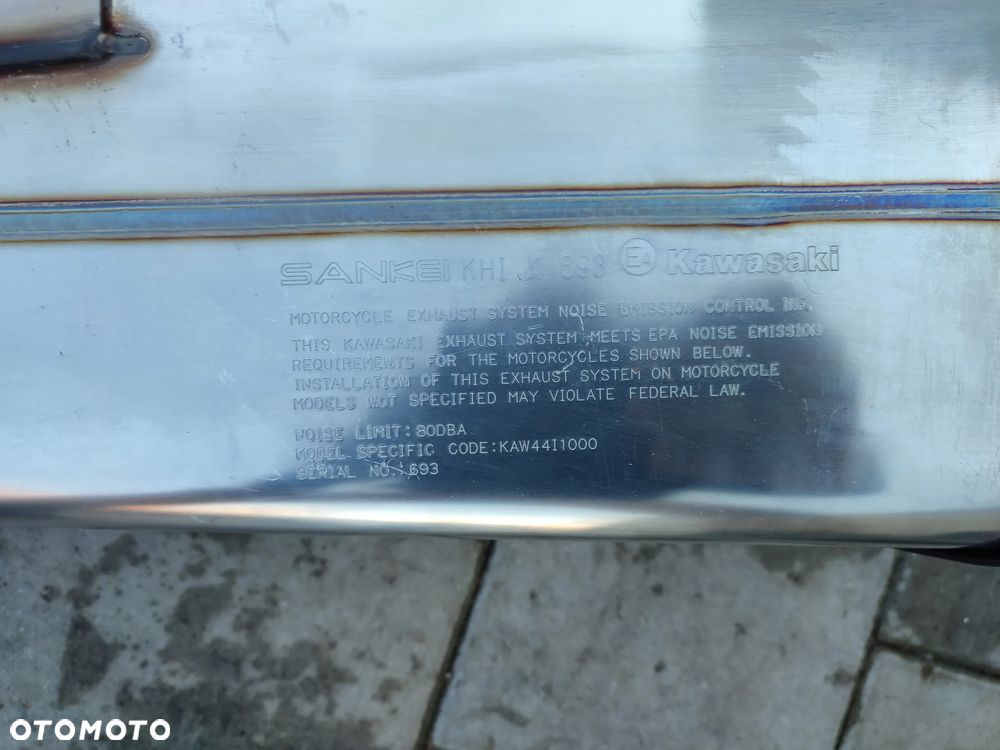 SANKEI KHI K 693 E4 Kawasaki
MOTORCYCLE EXHAUST SYSTEM NOISE EMISSION CONTROL INF.
THIS KAWASAKI EXHAUST SYSTEM MEETS EPA NOISE EMISSION
REQUIREMENTS FOR THE MOTORCYCLES SHOWN BELOW.
INSTALLATION OF THIS EXHAUST SYSTEM ON MOTORCYCLE
MODELS NOT SPECIFIED MAY VIOLATE FEDERAL LAW.
NOISE LIMIT:80DBA
MODEL SPECIFIC CODE:KAW44I1000
SERIAL NO.:693
OTOMOTO